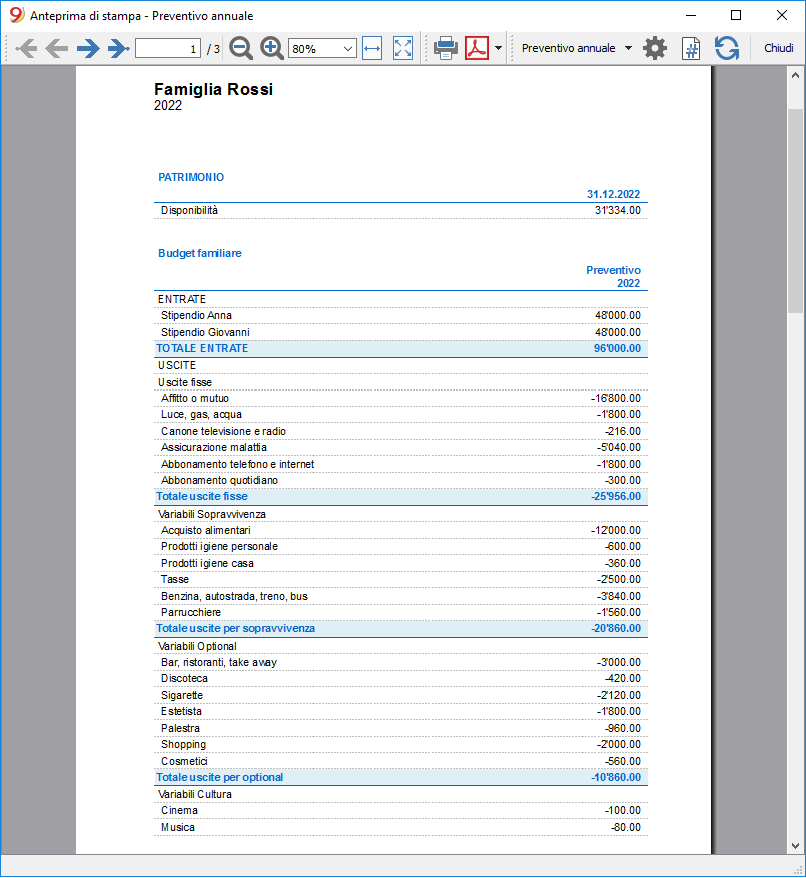 Anteprima di stampa - Preventivo annuale
1 / 3 80% Preventivo annuale # Chiudi
Famiglia Rossi
2022
PATRIMONIO
31.12.2022
Disponibilità 31'334.00
Budget familiare
Preventivo
2022
ENTRATE
Stipendio Anna 48'000.00
Stipendio Giovanni 48'000.00
TOTALE ENTRATE 96'000.00
USCITE
Uscite fisse
Affitto o mutuo -16'800.00
Luce, gas, acqua -1'800.00
Canone televisione e radio -216.00
Assicurazione malattia -5'040.00
Abbonamento telefono e internet -1'800.00
Abbonamento quotidiano -300.00
Totale uscite fisse -25'956.00
Variabili Sopravvivenza
Acquisto alimentari -12'000.00
Prodotti igiene personale -600.00
Prodotti igiene casa -360.00
Tasse -2'500.00
Benzina, autostrada, treno, bus -3'840.00
Parrucchiere -1'560.00
Totale uscite per sopravvivenza -20'860.00
Variabili Optional
Bar, ristoranti, take away -3'000.00
Discoteca -420.00
Sigarette -2'120.00
Estetista -1'800.00
Palestra -960.00
Shopping -2'000.00
Cosmetici -560.00
Totale uscite per optional -10'860.00
Variabili Cultura
Cinema -100.00
Musica -80.00